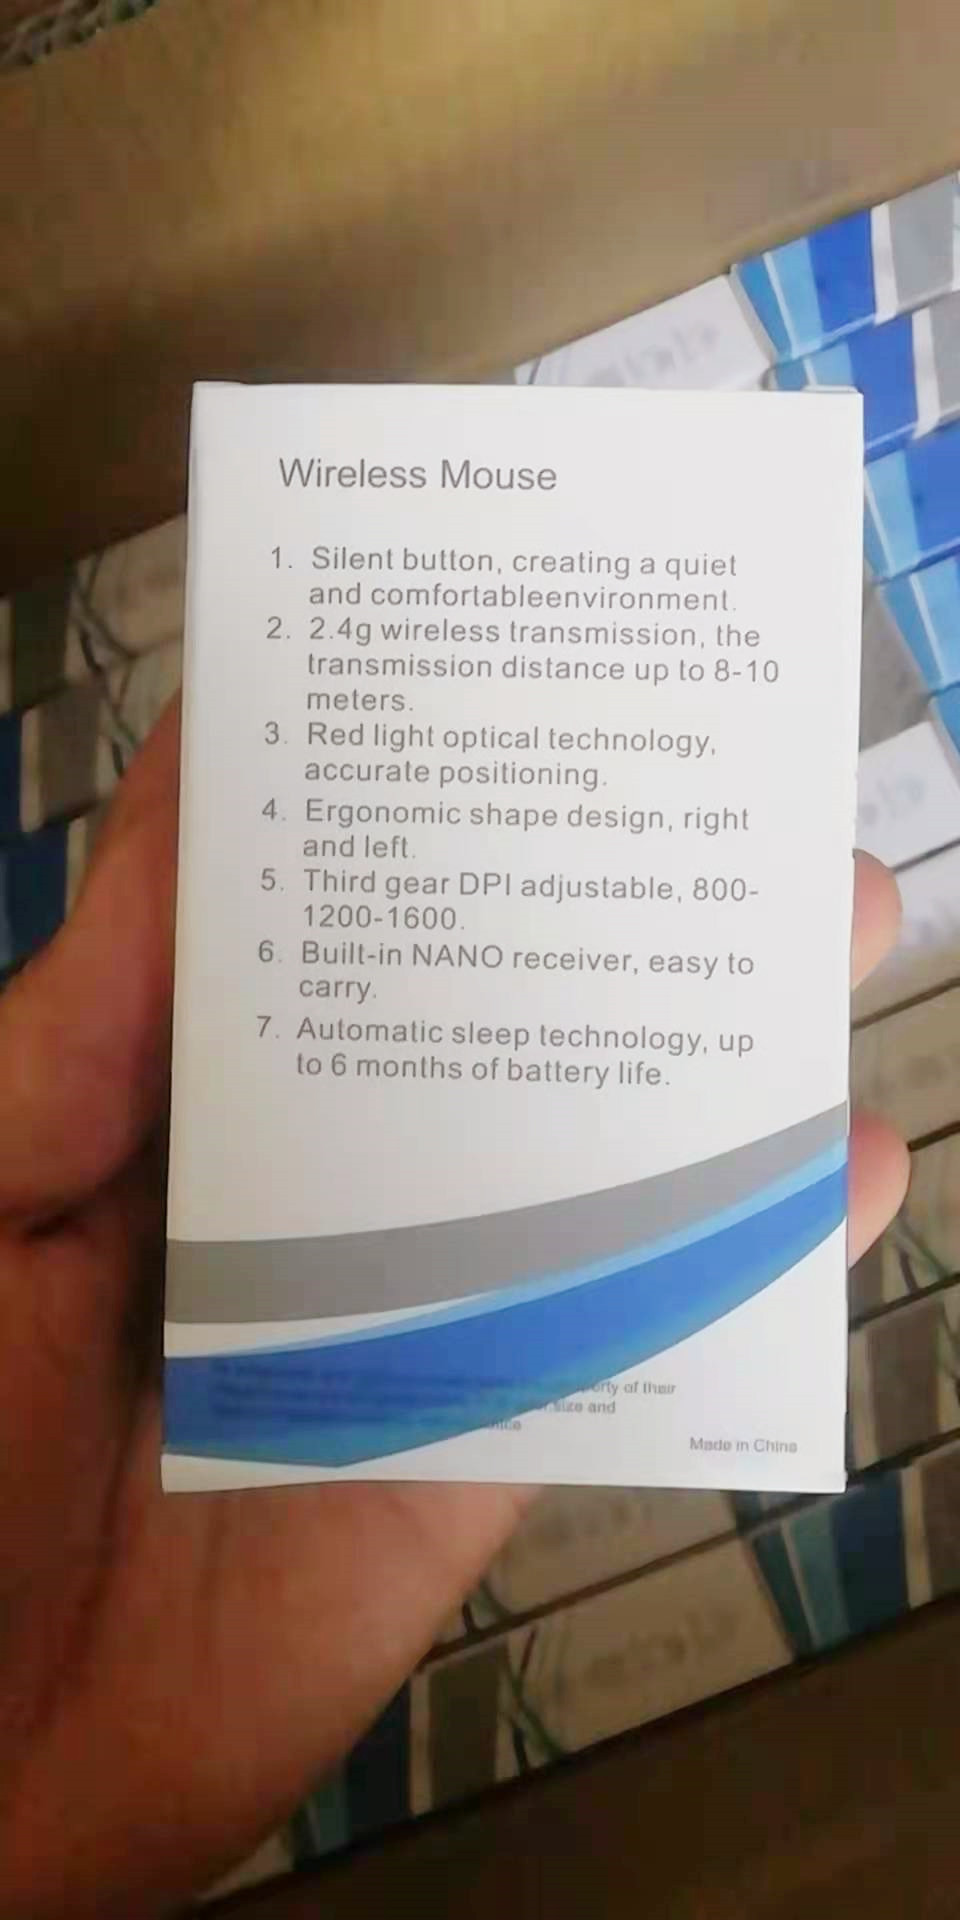 Wireless Mouse
1. Silent button, creating a quiet
and comfortableenvironment.
2. 2.4g wireless transmission, the
transmission distance up to 8-10
meters.
3. Red light optical technology,
accurate positioning.
4. Ergonomic shape design, right
and left.
5. Third gear DPI adjustable, 800-
1200-1600.
6. Built-in NANO receiver, easy to
carry.
7. Automatic sleep technology, up
to 6 months of battery life.
of their
size and
Made in China